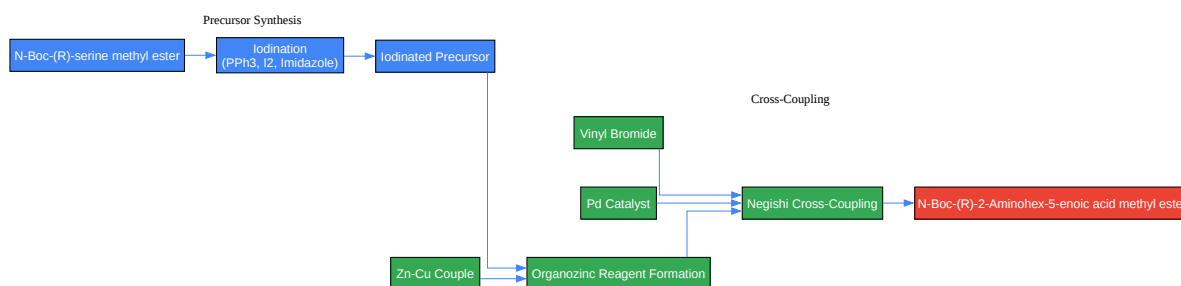 Precursor Synthesis
N-Boc-(R)-serine methyl ester
Iodination
(PPh3, I2, Imidazole)
Iodinated Precursor
Cross-Coupling
Vinyl Bromide
Pd Catalyst
Negishi Cross-Coupling
N-Boc-(R)-2-Aminohex-5-enoic acid methyl este
Zn-Cu Couple
Organozinc Reagent Formation